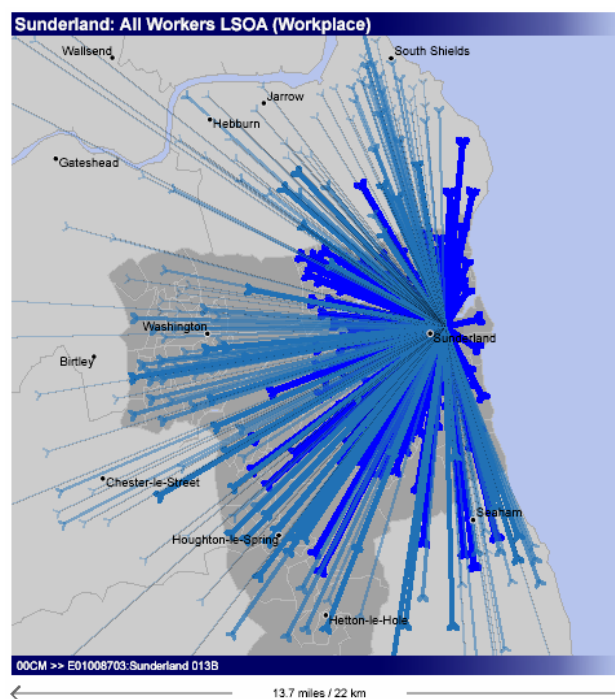 Sunderland: All Workers LSOA (Workplace)
Wallsend
South Shields
Jarrow
Hebburn
Gateshead
Washington
Sunderland
Birtley
Chester-le-Street
Seaham
Houghton-le-Spring
Hetton-le-Hole
00CM >> E01008703:Sunderland 013B
13.7 miles / 22 km